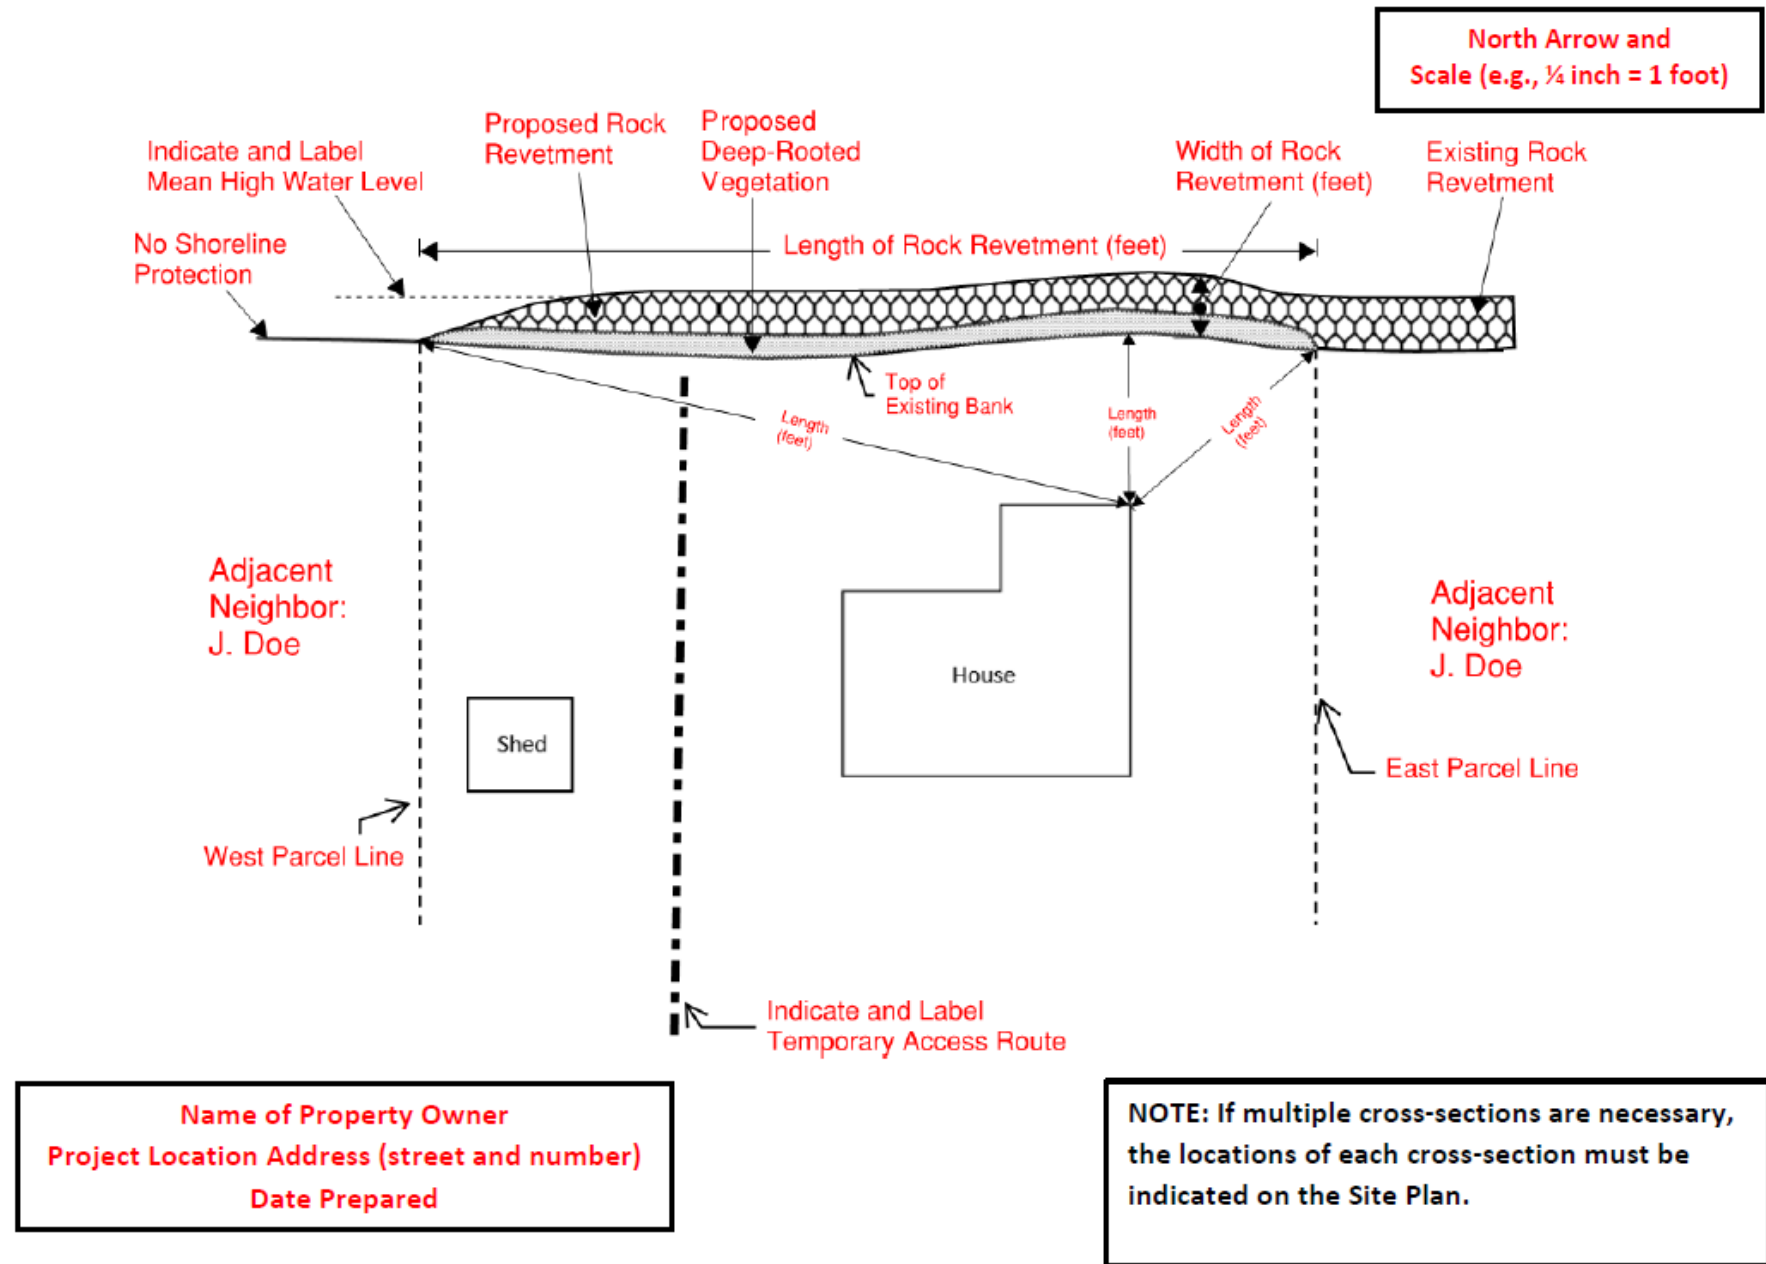 North Arrow and
Scale (e.g., ¼ inch = 1 foot)
Indicate and Label
Mean High Water Level
Proposed Rock
Revetment
Proposed
Deep-Rooted
Vegetation
Width of Rock
Revetment (feet)
Existing Rock
Revetment
No Shoreline
Protection
Length of Rock Revetment (feet)
Top of
Existing Bank
Length
(feet)
Length
(feet)
Length
(feet)
Adjacent
Neighbor:
J. Doe
Adjacent
Neighbor:
J. Doe
House
Shed
East Parcel Line
West Parcel Line
Indicate and Label
Temporary Access Route
Name of Property Owner
Project Location Address (street and number)
Date Prepared
NOTE: If multiple cross-sections are necessary,
the locations of each cross-section must be
indicated on the Site Plan.